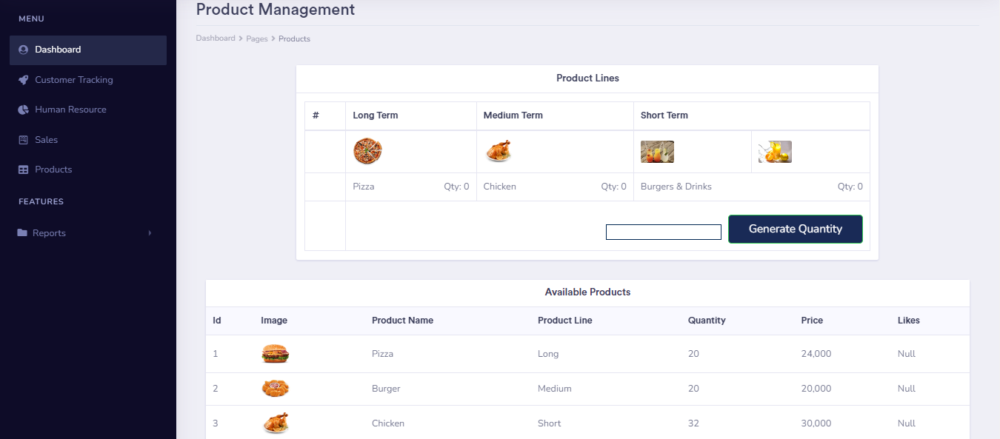 Product Management
MENU
Dashboard > Pages > Products
Dashboard
Customer Tracking
Human Resource
Sales
Products
FEATURES
Reports
Product Lines
# Long Term Medium Term Short Term
Pizza Qty: 0 Chicken Qty: 0 Burgers & Drinks Qty: 0
Generate Quantity
Available Products
Id Image Product Name Product Line Quantity Price Likes
1 Pizza Long 20 24,000 Null
2 Burger Medium 20 20,000 Null
3 Chicken Short 32 30,000 Null